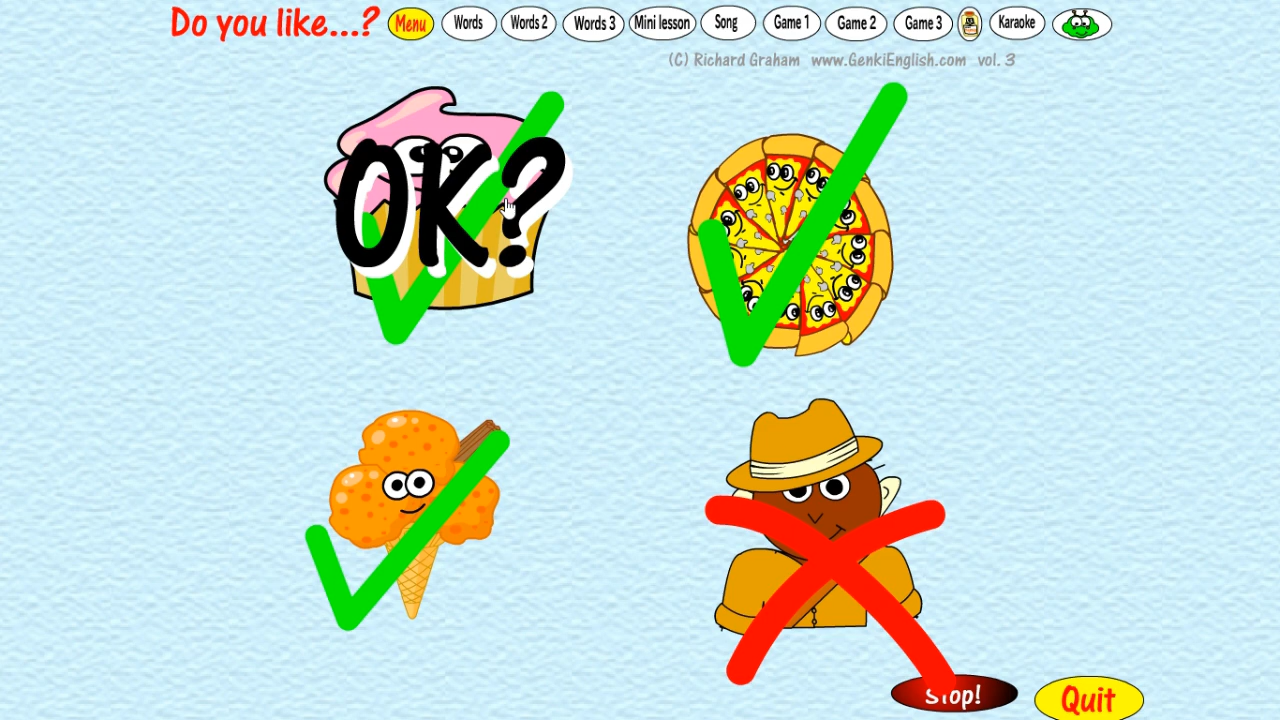 Do you like...? Menu Words Words 2 Words 3 Mini lesson Song Game 1 Game 2 Game 3 Karaoke
(C) Richard Graham www.GenkiEnglish.com vol. 3
OK?
Stop! Quit